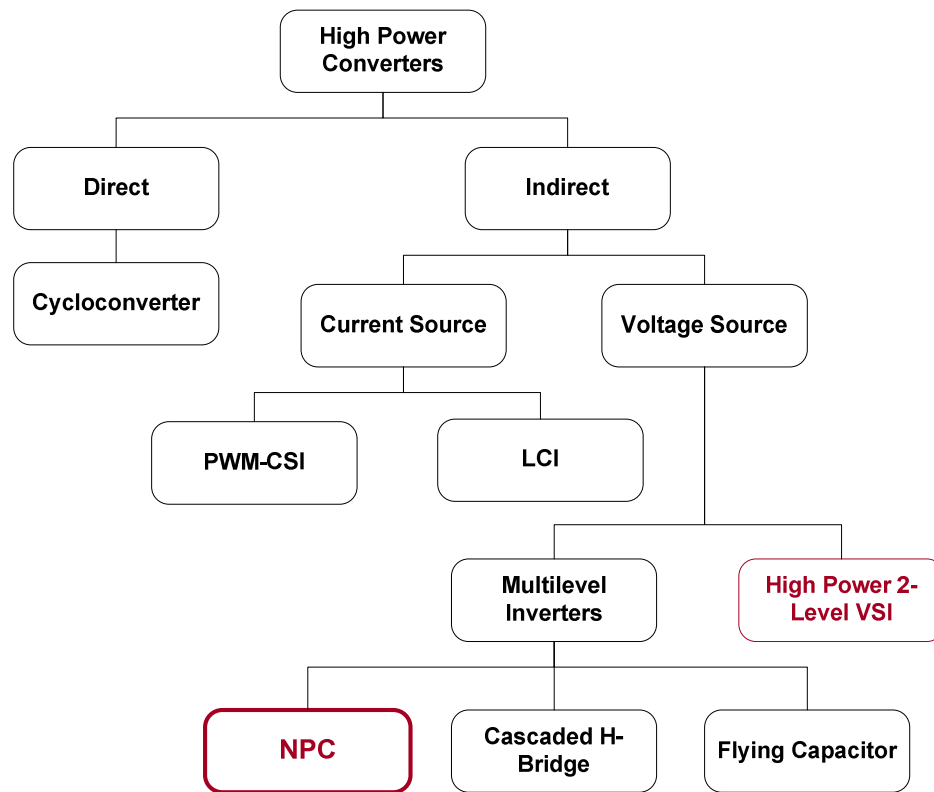 High Power
Converters
Direct
Indirect
Cycloconverter
Current Source
Voltage Source
PWM-CSI
LCI
Multilevel
Inverters
High Power 2-
Level VSI
NPC
Cascaded H-
Bridge
Flying Capacitor